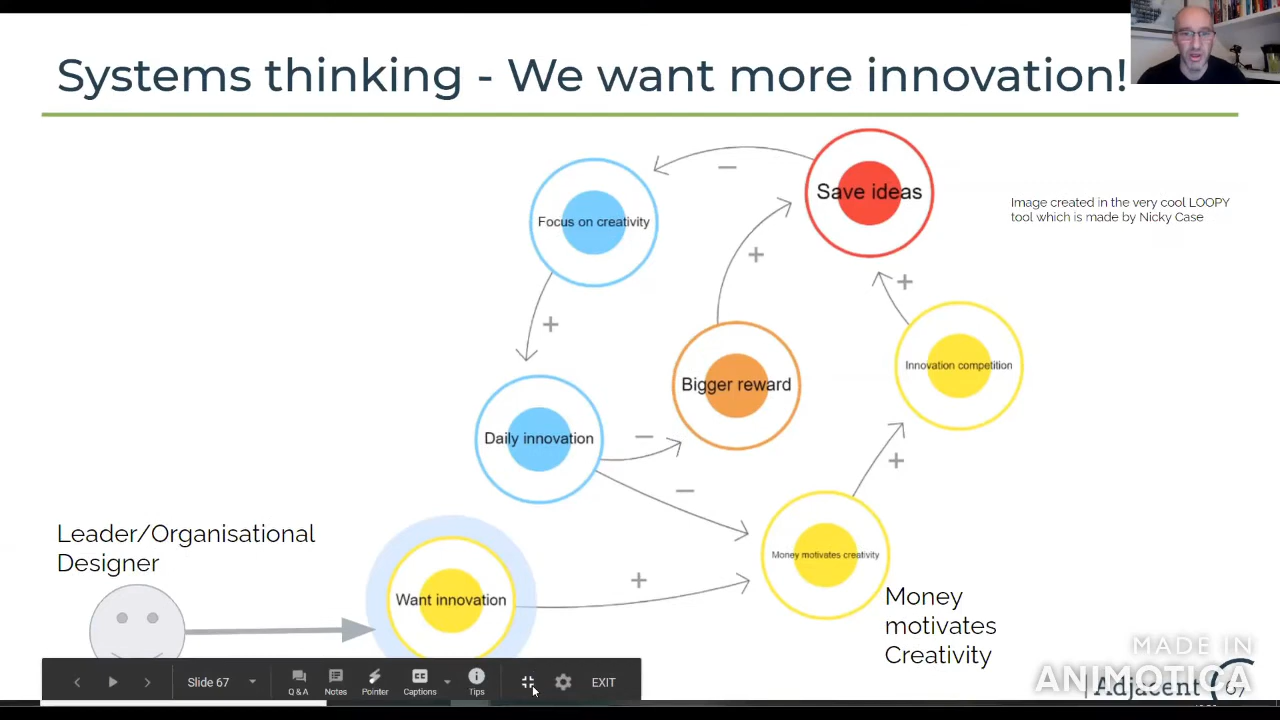 Systems thinking - We want more innovation!
Save ideas
Focus on creativity
Image created in the very cool LOOPY
tool which is made by Nicky Case
Innovation competition
Bigger reward
Daily innovation
Leader/Organisational
Designer
Money motivates creativity
Want innovation
Money
motivates
Creativity
MADE IN
ANIMOTICA
Slide 67
Q & A
Notes
Pointer
Captions
Tips
EXIT
Adjacent
67